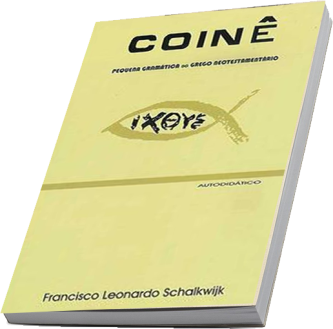 COINÊ
PEQUENA GRAMÁTICA DO GREGO NEOTESTAMENTÁRIO
ΙΧΘΥΣ
AUTODIDÁTICO
Francisco Leonardo Schalkwijk